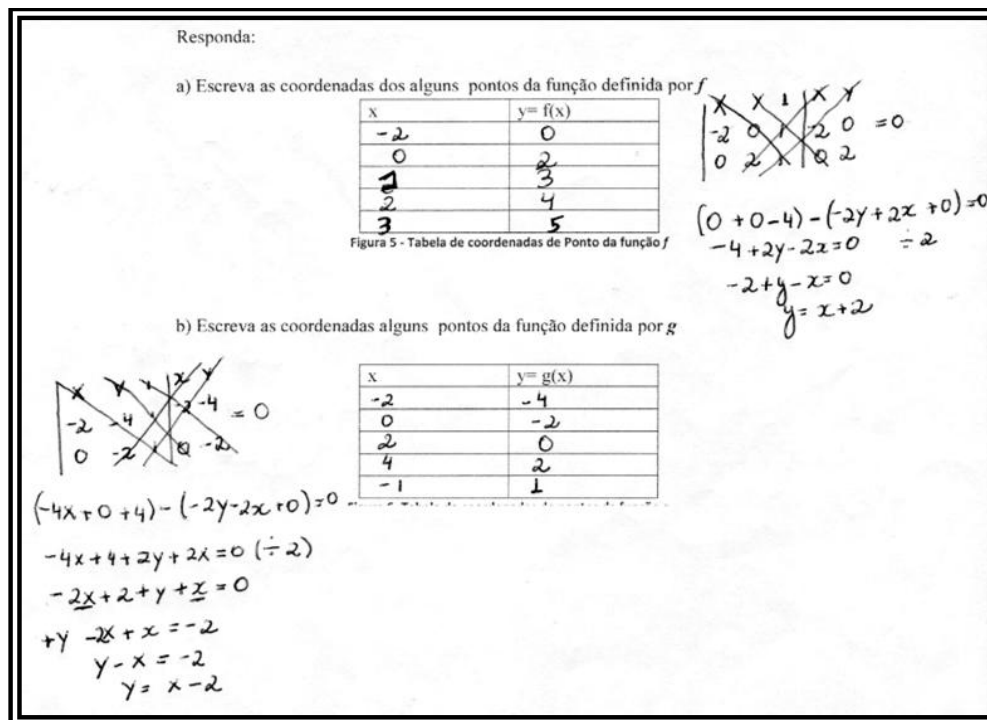 Responda:
a) Escreva as coordenadas dos alguns pontos da função definida por f
x y= f(x)
-2 0
0 2
1 3
2 4
3 5
Figura 5 - Tabela de coordenadas de Ponto da função f
x x 1 x y
-2 0 1 -2 0 = 0
0 2 1 0 2
(0 + 0 - 4) - (-2y + 2x + 0) = 0
-4 + 2y - 2x = 0 ÷ 2
-2 + y - x = 0
y = x + 2
b) Escreva as coordenadas alguns pontos da função definida por g
x y= g(x)
-2 -4
0 -2
2 0
4 2
-1 1
x y 1 x y
-2 -4 1 -2 -4 = 0
0 -2 1 0 -2
(-4x + 0 + 4) - (-2y - 2x + 0) = 0
-4x + 4 + 2y + 2x = 0 (÷ 2)
-2x + 2 + y + x = 0
+y -2x + x = -2
y - x = -2
y = x - 2